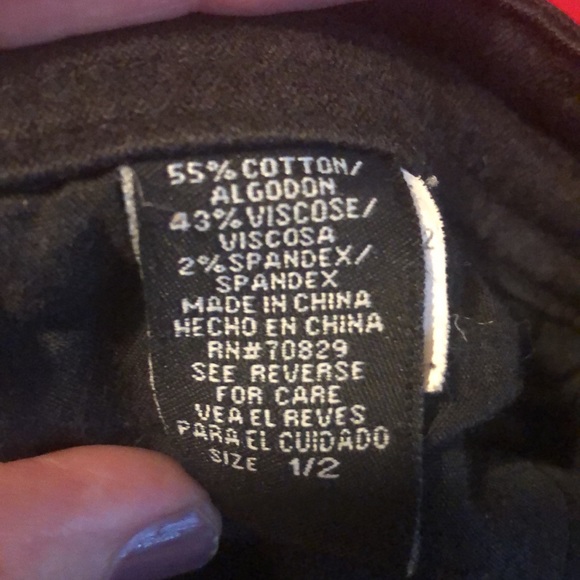 55% COTTON/
ALGODON
43% VISCOSE/
VISCOSA
2% SPANDEX/
SPANDEX
MADE IN CHINA
HECHO EN CHINA
RN#70829
SEE REVERSE
FOR CARE
VEA EL REVES
PARA EL CUIDADO
SIZE 1/2
2